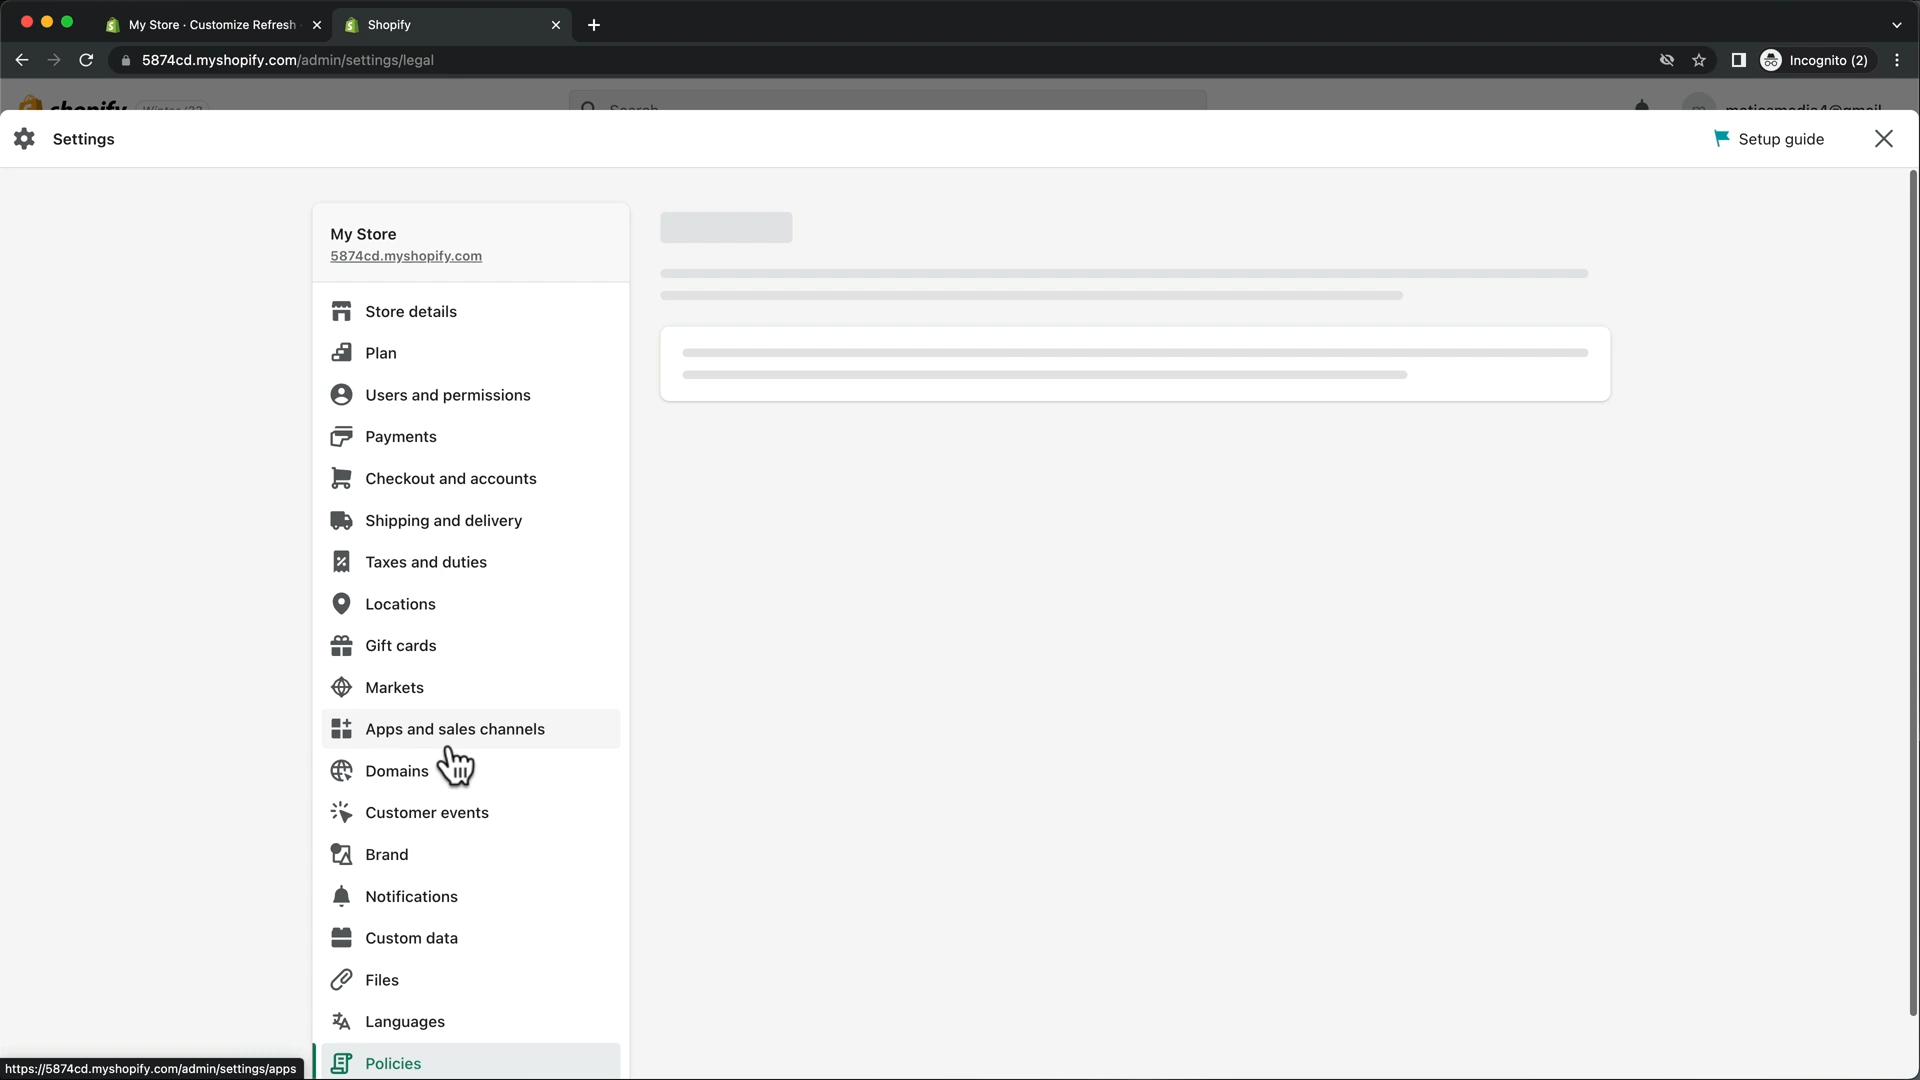 My Store · Customize Refresh
Shopify
5874cd.myshopify.com/admin/settings/legal
Incognito (2)
shopify
Search
Settings
Setup guide
My Store
5874cd.myshopify.com
Store details
Plan
Users and permissions
Payments
Checkout and accounts
Shipping and delivery
Taxes and duties
Locations
Gift cards
Markets
Apps and sales channels
Domains
Customer events
Brand
Notifications
Custom data
Files
Languages
Policies
https://5874cd.myshopify.com/admin/settings/apps